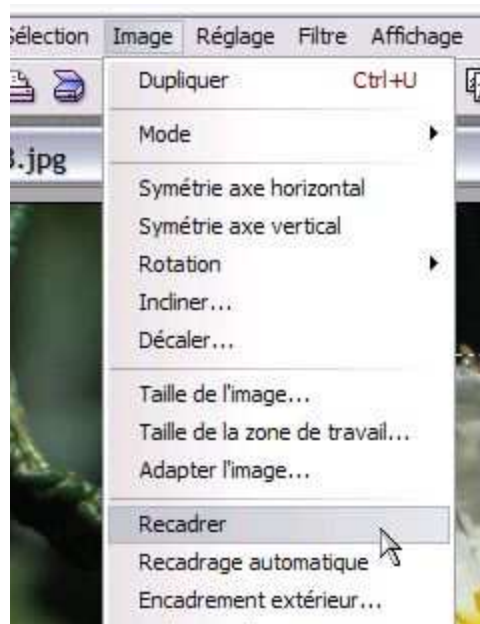 Sélection Image Réglage Filtre Affichage
Dupliquer Ctrl+U
.jpg
Mode
Symétrie axe horizontal
Symétrie axe vertical
Rotation
Incliner...
Décaler...
Taille de l'image...
Taille de la zone de travail...
Adapter l'image...
Recadrer
Recadrage automatique
Encadrement extérieur...